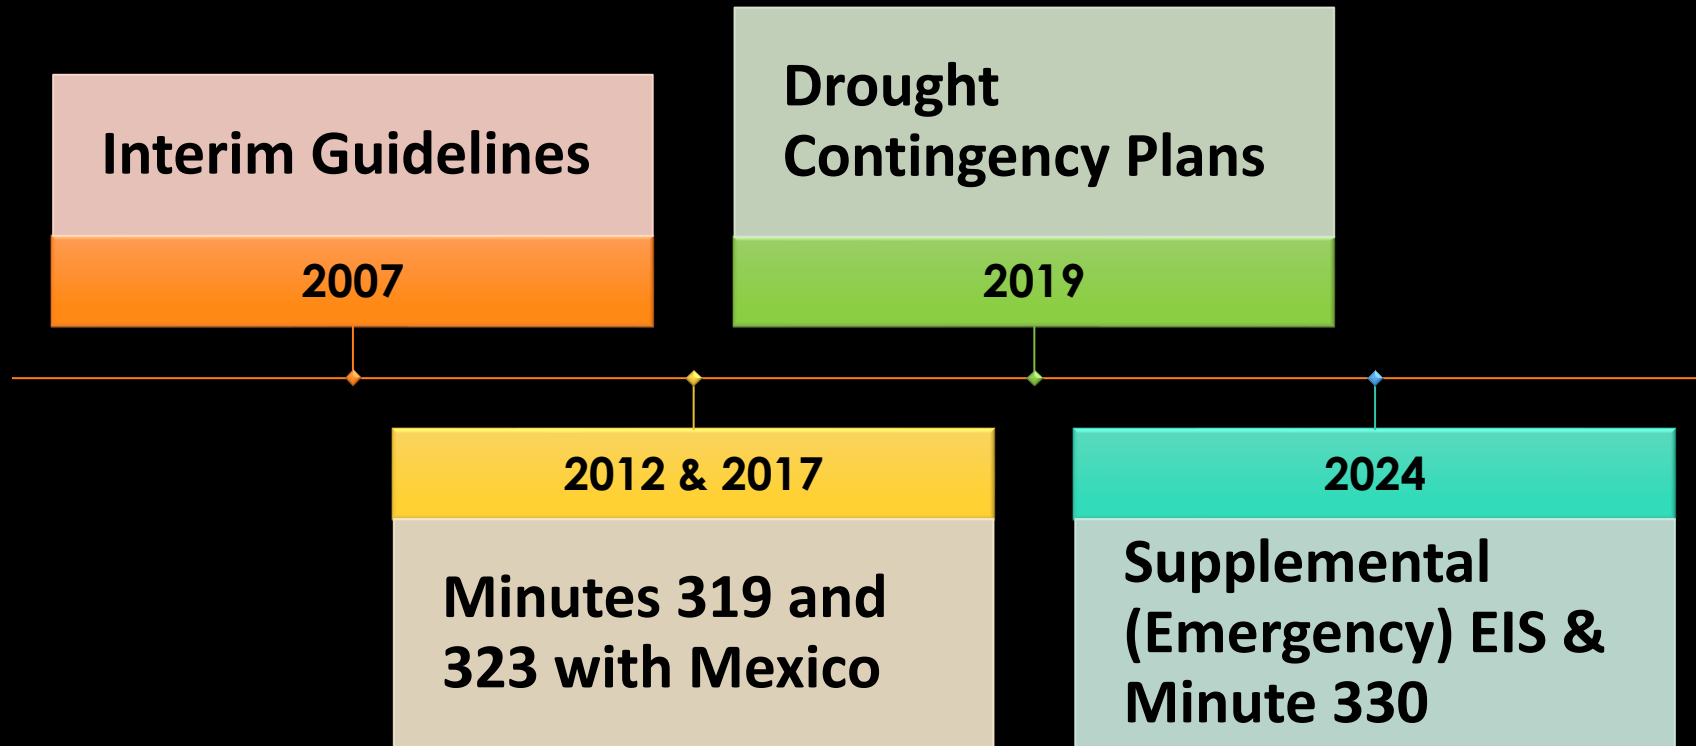 Interim Guidelines
2007
2012 & 2017
Minutes 319 and
323 with Mexico
Drought
Contingency Plans
2019
2024
Supplemental
(Emergency) EIS &
Minute 330